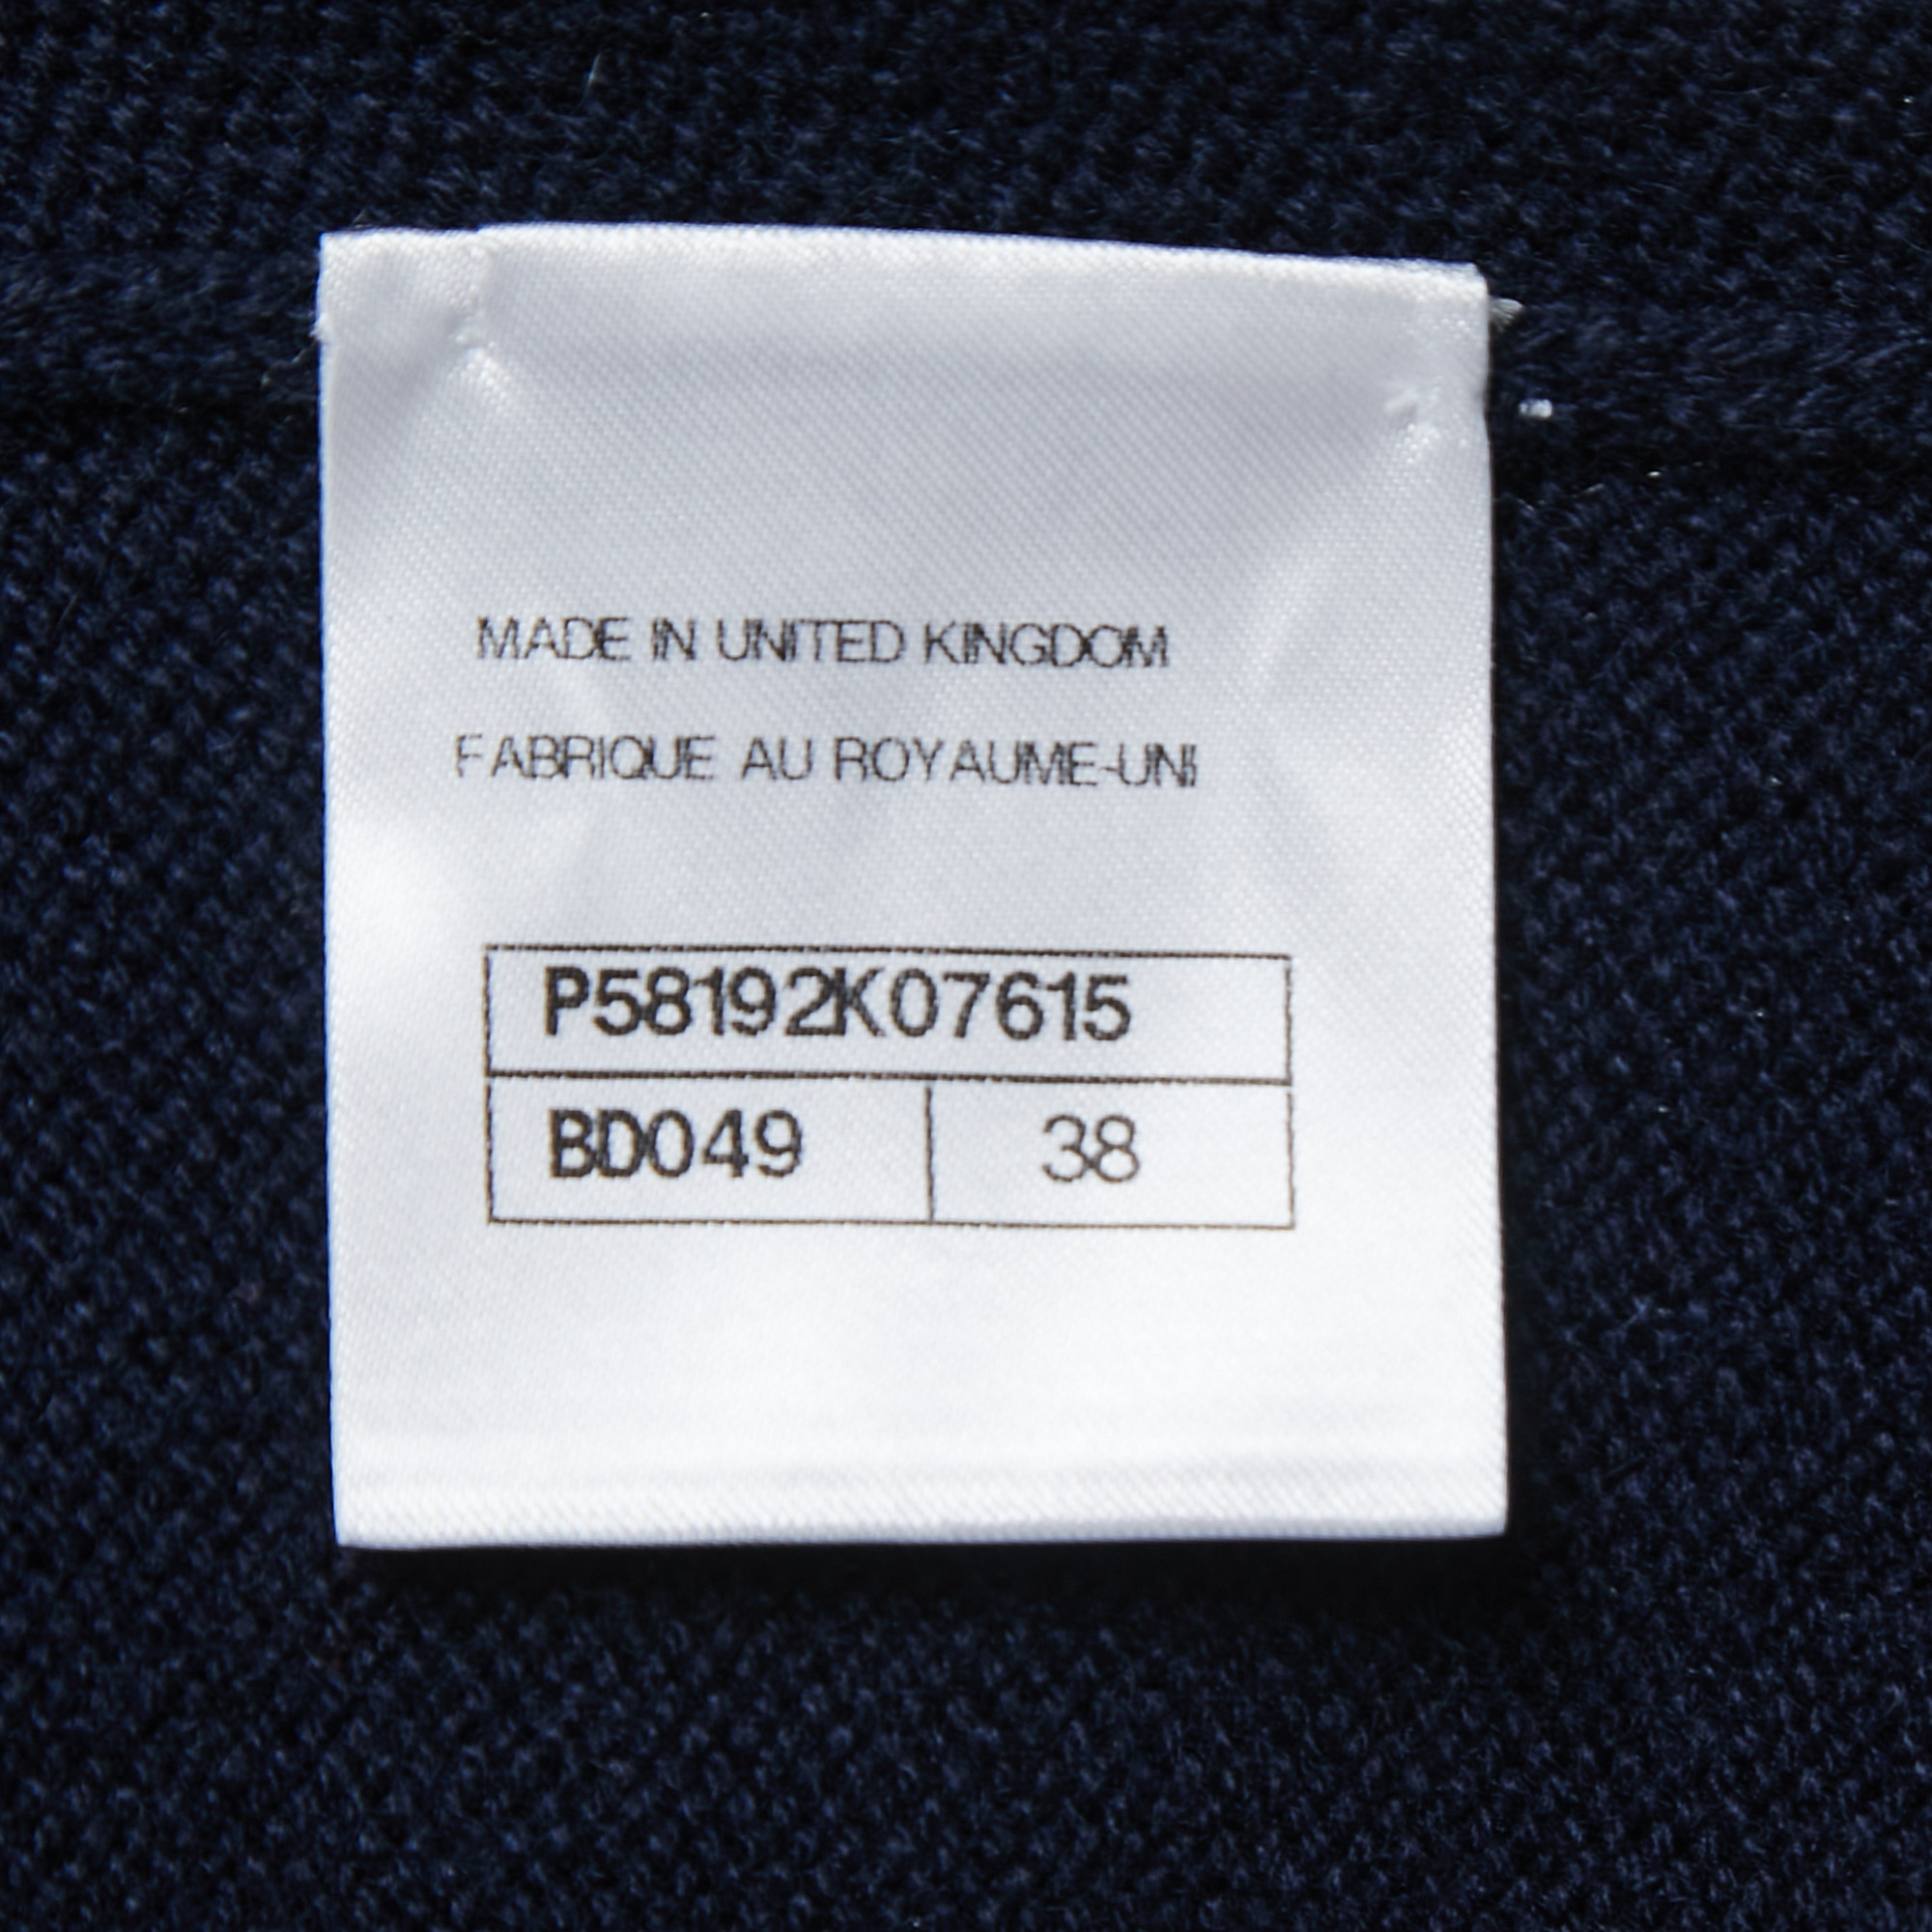 MADE IN UNITED KINGDOM
FABRIQUE AU ROYAUME-UNI
P58192K07615
BD049 38